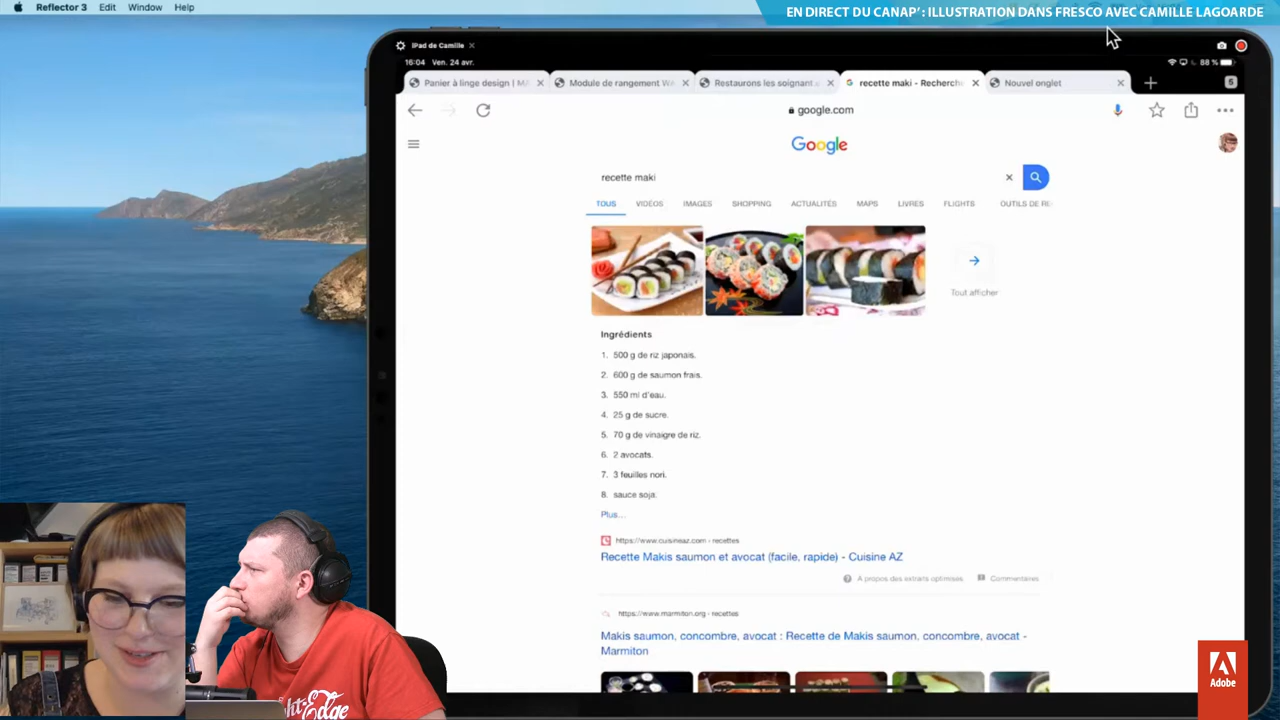 Reflector 3 Edit Window Help
EN DIRECT DU CANAP' : ILLUSTRATION DANS FRESCO AVEC CAMILLE LAGOARDE
iPad de Camille
16:04 Ven. 24 avr.
88 %
Panier à linge design | MA
Module de rangement WA
Restaurons les soignant.e
recette maki - Recherch
Nouvel onglet
5
google.com
Google
recette maki
TOUS VIDÉOS IMAGES SHOPPING ACTUALITÉS MAPS LIVRES FLIGHTS OUTILS DE RE
Tout afficher
Ingrédients
1. 500 g de riz japonais.
2. 600 g de saumon frais.
3. 550 ml d'eau.
4. 25 g de sucre.
5. 70 g de vinaigre de riz.
6. 2 avocats.
7. 3 feuilles nori.
8. sauce soja.
Plus...
https://www.cuisineaz.com › recettes
Recette Makis saumon et avocat (facile, rapide) - Cuisine AZ
À propos des extraits optimisés Commentaires
https://www.marmiton.org › recettes
Makis saumon, concombre, avocat : Recette de Makis saumon, concombre, avocat -
Marmiton
Adobe